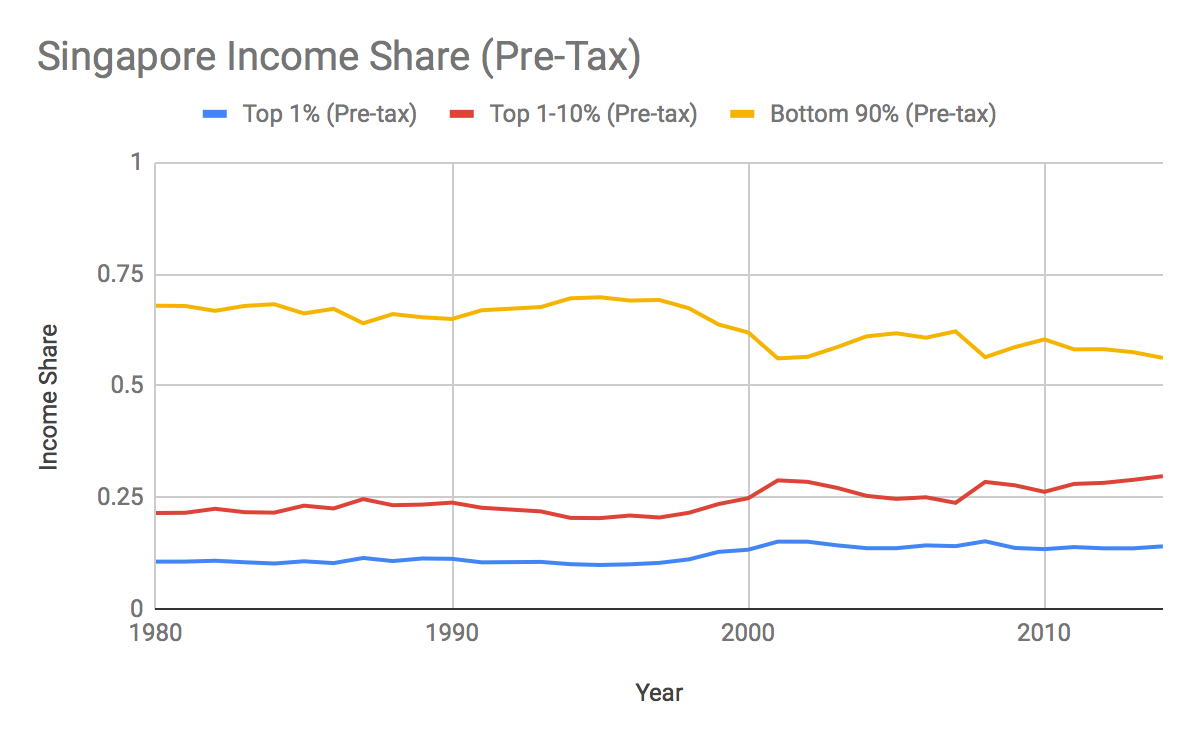 Singapore Income Share (Pre-Tax)
Top 1% (Pre-tax) Top 1-10% (Pre-tax) Bottom 90% (Pre-tax)
1
0.75
0.5
0.25
0
Income Share
1980 1990 2000 2010
Year